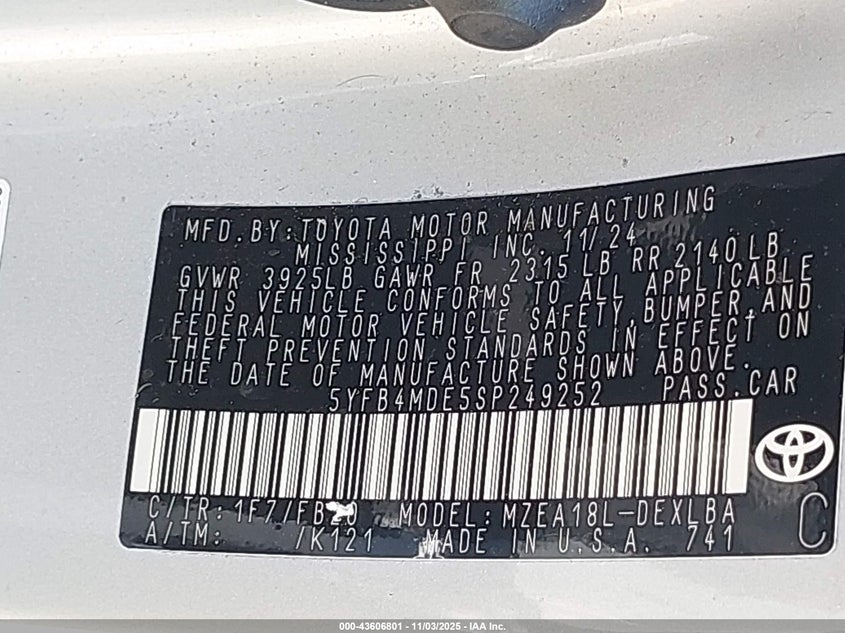 MFD. BY: TOYOTA MOTOR MANUFACTURING
MISSISSIPPI INC. 11/24
GVWR 3925LB GAWR FR 2315 LB RR 2140LB
THIS VEHICLE CONFORMS TO ALL APPLICABLE
FEDERAL MOTOR VEHICLE SAFETY, BUMPER, AND
THEFT PREVENTION STANDARDS IN EFFECT ON
THE DATE OF MANUFACTURE SHOWN ABOVE.
5YFB4MDE5SP249252 PASS.CAR
C/TR: 1F7/FB20 MODEL: MZEA18L-DEXLBA
A/TM: /K121 MADE IN U.S.A. 741
C
000-43606801 - 11/03/2025 - IAA Inc.